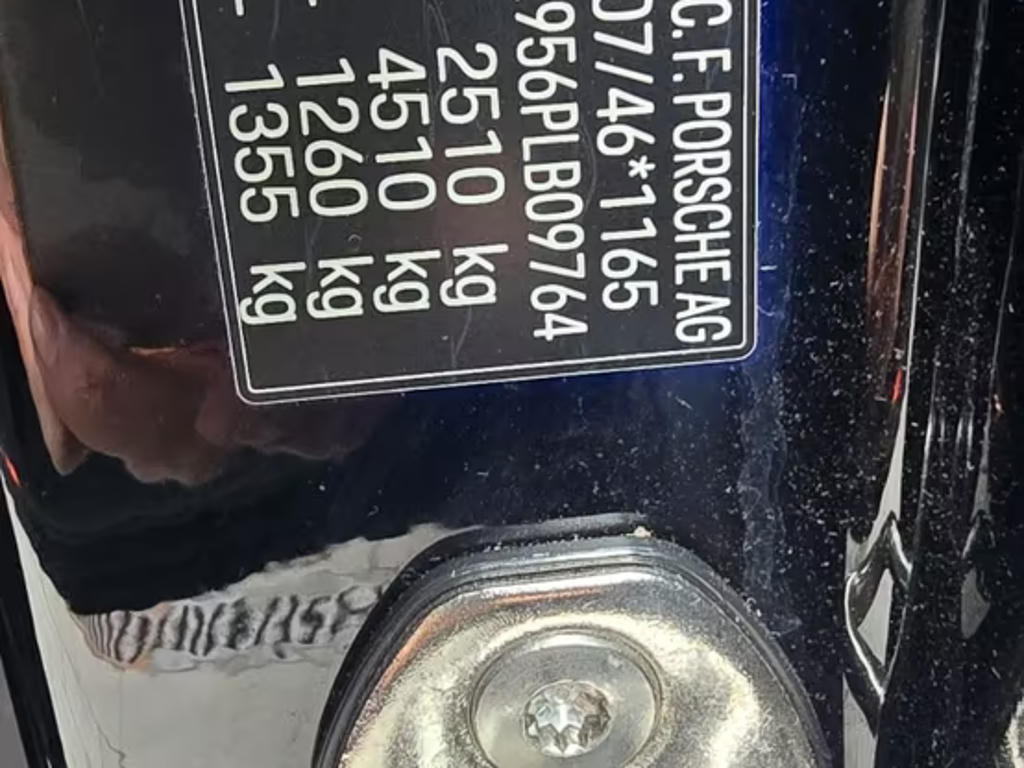 C. F. PORSCHE AG
07/46*1165
956PLB09764
2510 kg
4510 kg
1260 kg
1355 kg